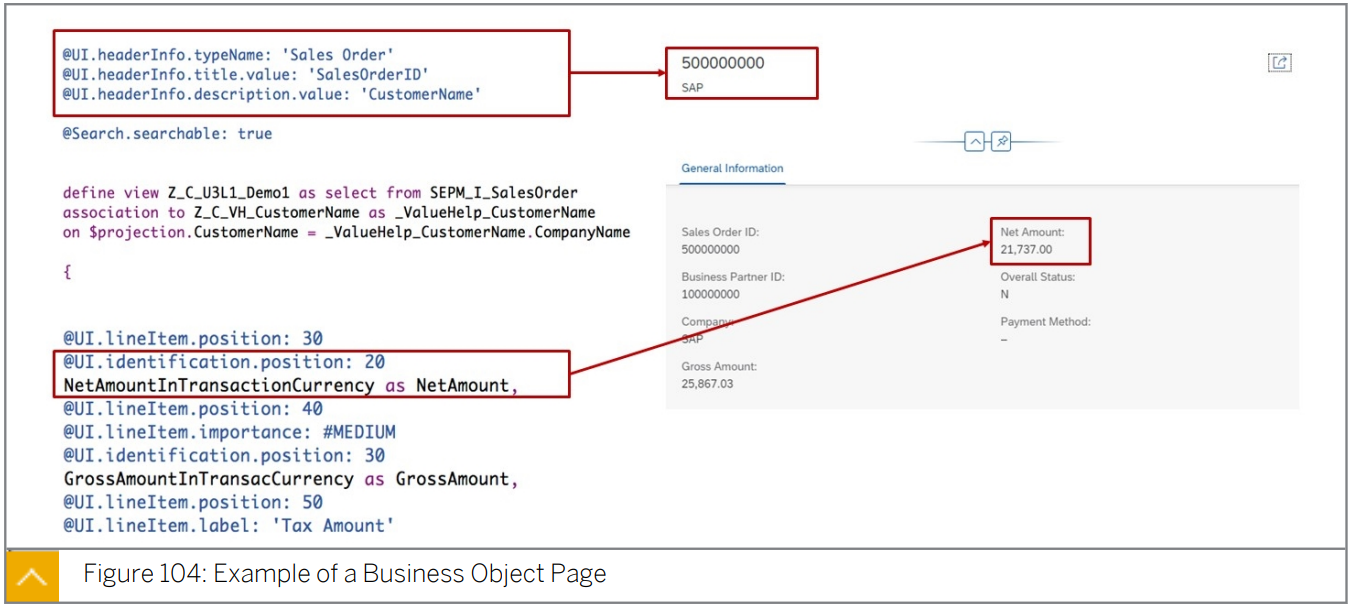 @UI.headerInfo.typeName: 'Sales Order'
@UI.headerInfo.title.value: 'SalesOrderID'
@UI.headerInfo.description.value: 'CustomerName'
@Search.searchable: true
define view Z_C_U3L1_Demo1 as select from SEPM_I_SalesOrder
association to Z_C_VH_CustomerName as _ValueHelp_CustomerName
on $projection.CustomerName = _ValueHelp_CustomerName.CompanyName
{
@UI.lineItem.position: 30
@UI.identification.position: 20
NetAmountInTransactionCurrency as NetAmount,
@UI.lineItem.position: 40
@UI.lineItem.importance: #MEDIUM
@UI.identification.position: 30
GrossAmountInTransacCurrency as GrossAmount,
@UI.lineItem.position: 50
@UI.lineItem.label: 'Tax Amount'
500000000
SAP
General Information
Sales Order ID:
500000000
Business Partner ID:
100000000
Company:
SAP
Gross Amount:
25,867.03
Net Amount:
21,737.00
Overall Status:
N
Payment Method:
–
Figure 104: Example of a Business Object Page